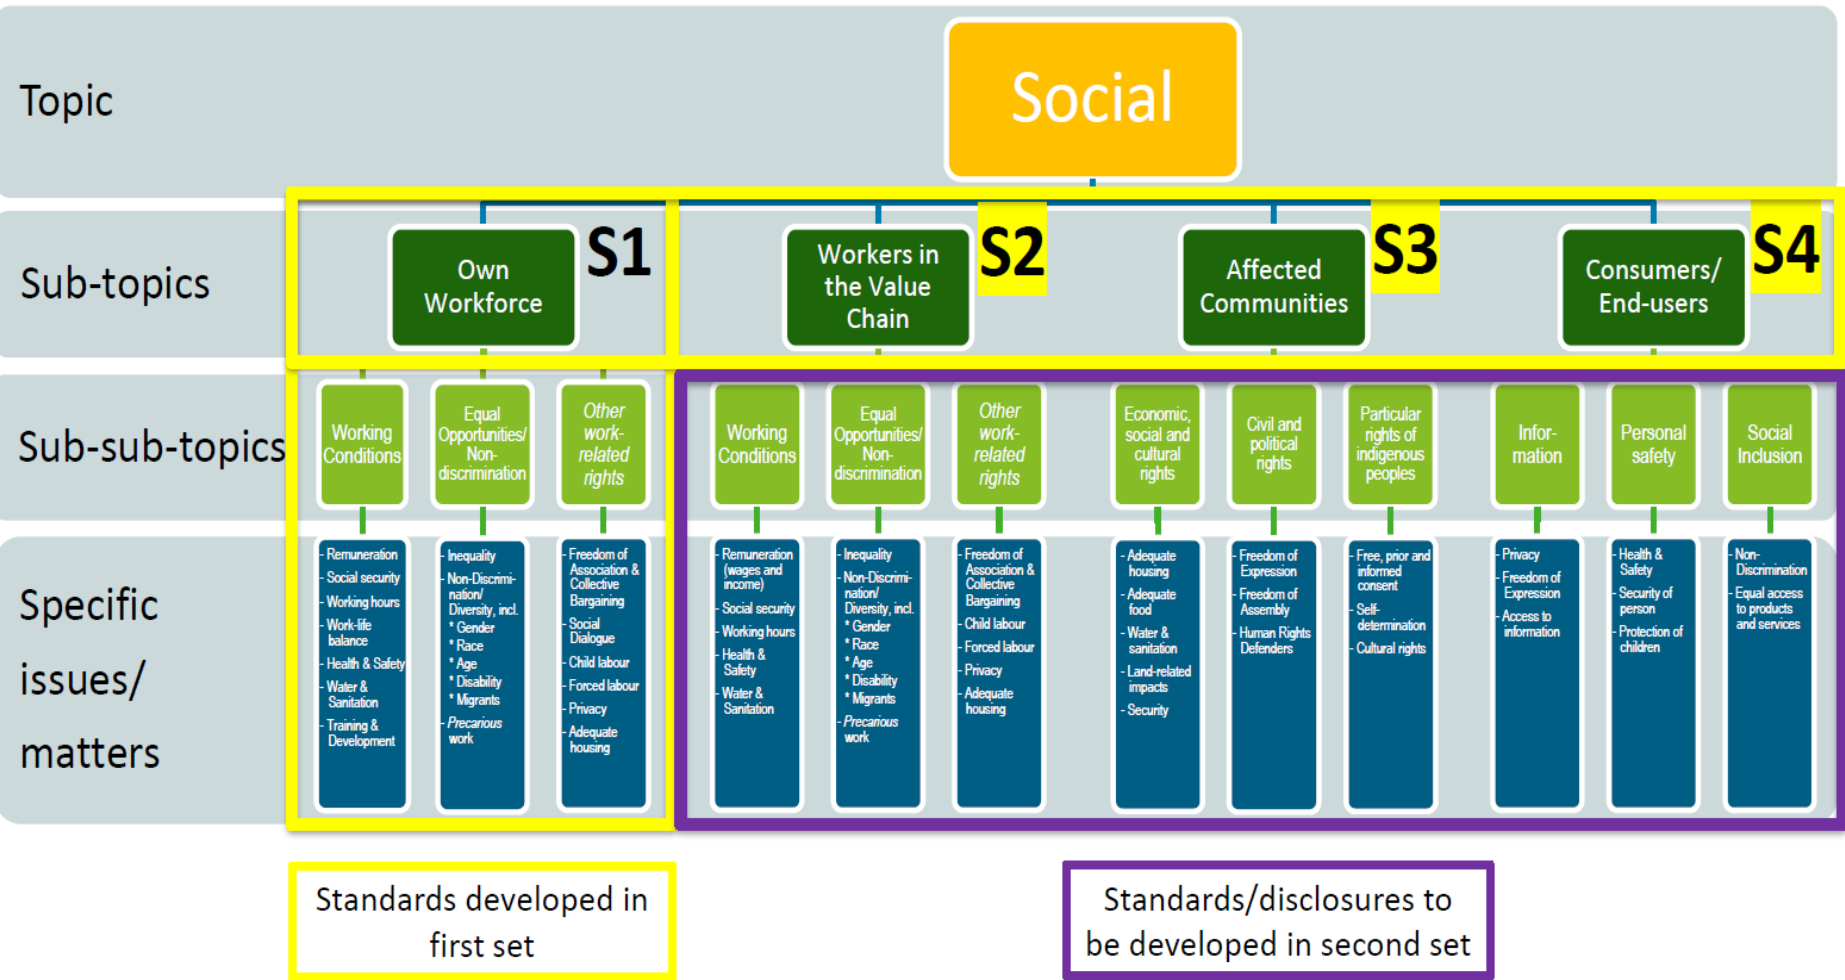 Topic
Social
Sub-topics
Own
Workforce
S1
Workers in
the Value
Chain
S2
Affected
Communities
S3
Consumers/
End-users
S4
Sub-sub-topics
Working
Conditions
Equal
Opportunities/
Non-
discrimination
Other
work-
related
rights
Working
Conditions
Equal
Opportunities/
Non-
discrimination
Other
work-
related
rights
Economic,
social and
cultural
rights
Civil and
political
rights
Particular
rights of
indigenous
peoples
Infor-
mation
Personal
safety
Social
Inclusion
Specific
issues/
matters
- Remuneration
- Social security
- Working hours
- Work-life
balance
- Health & Safety
- Water &
Sanitation
- Training &
Development
- Inequality
- Non-Discrimi-
nation/
Diversity, incl.
* Gender
* Race
* Age
* Disability
* Migrants
- Precarious
work
- Freedom of
Association &
Collective
Bargaining
- Social
Dialogue
- Child labour
- Forced labour
- Privacy
- Adequate
housing
- Remuneration
(wages and
income)
- Social security
- Working hours
- Health &
Safety
- Water &
Sanitation
- Inequality
- Non-Discrimi-
nation/
Diversity, incl.
* Gender
* Race
* Age
* Disability
* Migrants
- Precarious
work
- Freedom of
Association &
Collective
Bargaining
- Child labour
- Forced labour
- Privacy
- Adequate
housing
- Adequate
housing
- Adequate
food
- Water &
sanitation
- Land-related
impacts
- Security
- Freedom of
Expression
- Freedom of
Assembly
- Human Rights
Defenders
- Free, prior and
informed
consent
- Self-
determination
- Cultural rights
- Privacy
- Freedom of
Expression
- Access to
information
- Health &
Safety
- Security of
person
- Protection of
children
- Non-
Discrimination
- Equal access
to products
and services
Standards developed in
first set
Standards/disclosures to
be developed in second set